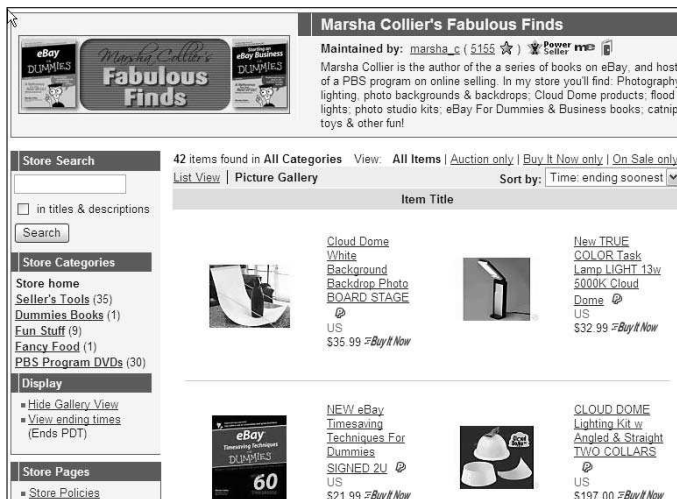 Marsha Collier's Fabulous Finds
eBay
FOR
DUMMIES
Marsha Collier's
Fabulous
Finds
Starting an
eBay Business
FOR
DUMMIES
Maintained by: marsha_c ( 5155 ) Power Seller me
Marsha Collier is the author of the a series of books on eBay, and host
of a PBS program on online selling. In my store you'll find: Photography
lighting, photo backgrounds & backdrops; Cloud Dome products; flood
lights; photo studio kits; eBay For Dummies & Business books; catnip
toys & other fun!
Store Search
in titles & descriptions
Search
Store Categories
Store home
Seller's Tools (35)
Dummies Books (1)
Fun Stuff (9)
Fancy Food (1)
PBS Program DVDs (30)
Display
Hide Gallery View
View ending times
(Ends PDT)
Store Pages
Store Policies
42 items found in All Categories View: All Items | Auction only | Buy It Now only | On Sale only
List View | Picture Gallery Sort by: Time: ending soonest
Item Title
Cloud Dome
White
Background
Backdrop Photo
BOARD STAGE
US
$35.99 Buy It Now
New TRUE
COLOR Task
Lamp LIGHT 13w
5000K Cloud
Dome
US
$32.99 Buy It Now
eBay
Timesaving Techniques
FOR
DUMMIES
60
NEW eBay
Timesaving
Techniques For
Dummies
SIGNED 2U
US
$21.99 Buy It Now
CLOUD DOME
Lighting Kit w
Angled & Straight
TWO COLLARS
US
$197.00 Buy It Now